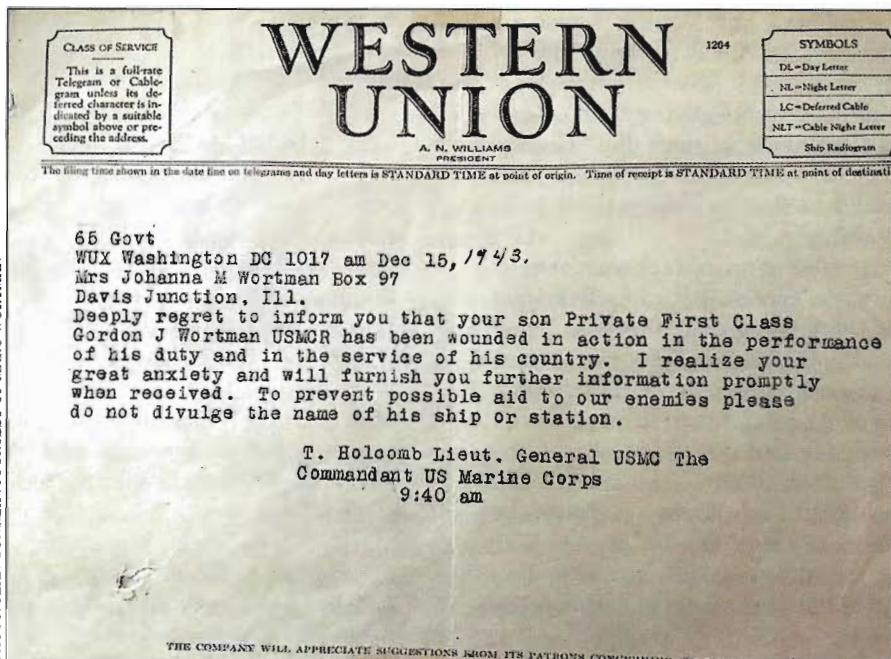 CLASS OF SERVICE
This is a full-rate
Telegram or Cable-
gram unless its de-
ferred character is in-
dicated by a suitable
symbol above or pre-
ceding the address.
WESTERN
UNION
A. N. WILLIAMS
PRESIDENT
1204
SYMBOLS
DL=Day Letter
NL=Night Letter
LC=Deferred Cable
NLT=Cable Night Letter
Ship Radiogram
The filing time shown in the date line on telegrams and day letters is STANDARD TIME at point of origin. Time of receipt is STANDARD TIME at point of destinati
65 Govt
WUX Washington DC 1017 am Dec 15, 1943.
Mrs Johanna M Wortman Box 97
Davis Junction, Ill.
Deeply regret to inform you that your son Private First Class
Gordon J Wortman USMCR has been wounded in action in the performance
of his duty and in the service of his country. I realize your
great anxiety and will furnish you further information promptly
when received. To prevent possible aid to our enemies please
do not divulge the name of his ship or station.
T. Holcomb Lieut. General USMC The
Commandant US Marine Corps
9:40 am
THE COMPANY WILL APPRECIATE SUGGESTIONS FROM ITS PATRONS